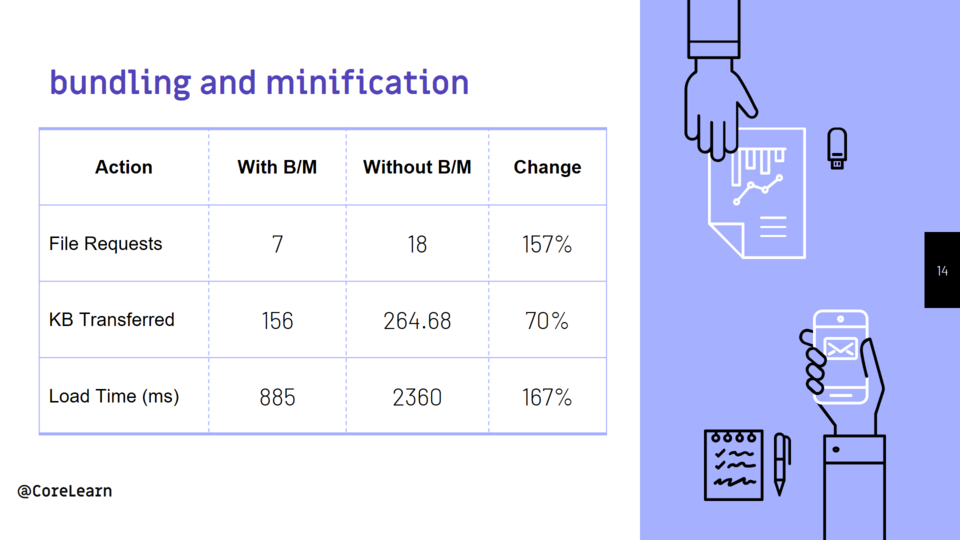 bundling and minification
Action With B/M Without B/M Change
File Requests 7 18 157%
KB Transferred 156 264.68 70%
Load Time (ms) 885 2360 167%
14
@CoreLearn